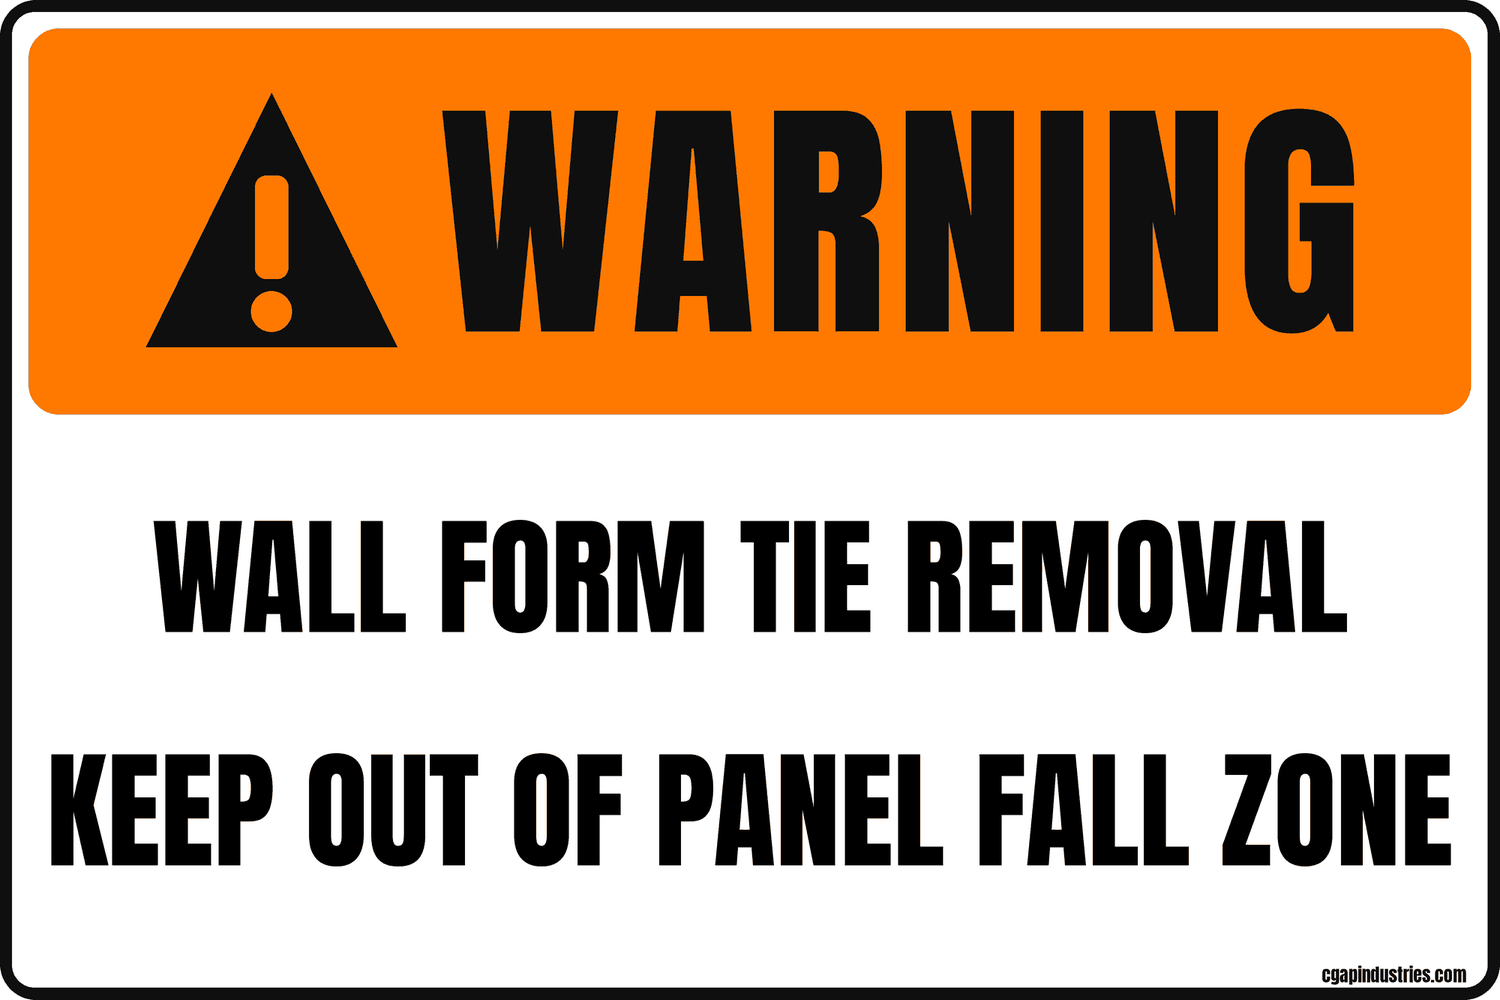 WARNING
WALL FORM TIE REMOVAL
KEEP OUT OF PANEL FALL ZONE
cgapindustries.com